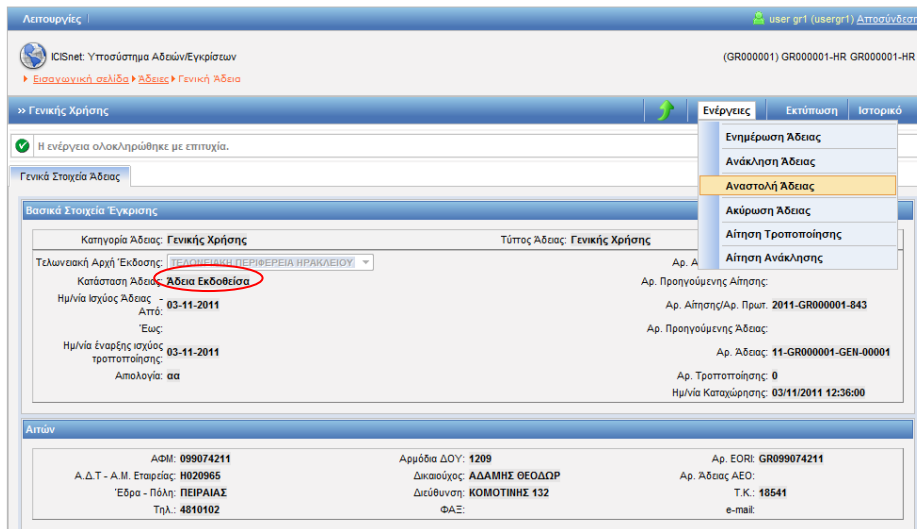 Λειτουργίες
user gr1 (usergr1) Αποσύνδεση
ICISnet: Υποσύστημα Αδειών/Εγκρίσεων
(GR000001) GR000001-HR GR000001-HR
Εισαγωγική σελίδα Άδειες Γενική Άδεια
>> Γενικής Χρήσης
Ενέργειες Εκτύπωση Ιστορικό
Η ενέργεια ολοκληρώθηκε με επιτυχία.
Ενημέρωση Άδειας
Ανάκληση Άδειας
Αναστολή Άδειας
Ακύρωση Άδειας
Αίτηση Τροποποίησης
Αίτηση Ανάκλησης
Γενικά Στοιχεία Άδειας
Βασικά Στοιχεία Έγκρισης
Κατηγορία Άδειας: Γενικής Χρήσης Τύπος Άδειας: Γενικής Χρήσης
Τελωνειακή Αρχή Έκδοσης: ΤΕΛΩΝΕΙΑΚΗ ΠΕΡΙΦΕΡΕΙΑ ΗΡΑΚΛΕΙΟΥ Αρ. Α
Κατάσταση Άδειας: Άδεια Εκδοθείσα Αρ. Προηγούμενης Αίτησης:
Ημ/νία Ισχύος Άδειας - Από: 03-11-2011 Αρ. Αίτησης/Αρ. Πρωτ. 2011-GR000001-843
Έως: Αρ. Προηγούμενης Άδειας:
Ημ/νία έναρξης ισχύος τροποποίησης: 03-11-2011 Αρ. Άδειας: 11-GR000001-GEN-00001
Αιτιολογία: αα Αρ. Τροποποίησης: 0
Ημ/νία Καταχώρησης: 03/11/2011 12:36:00
Αιτών
ΑΦΜ: 099074211 Αρμόδια ΔΟΥ: 1209 Αρ. EORI: GR099074211
Α.Δ.Τ - Α.Μ. Εταιρείας: H020965 Δικαιούχος: ΑΔΑΜΗΣ ΘΕΟΔΩΡ Αρ. Άδειας ΑΕΟ:
Έδρα - Πόλη: ΠΕΙΡΑΙΑΣ Διεύθυνση: ΚΟΜΟΤΙΝΗΣ 132 Τ.Κ.: 18541
Τηλ.: 4810102 ΦΑΞ: e-mail: